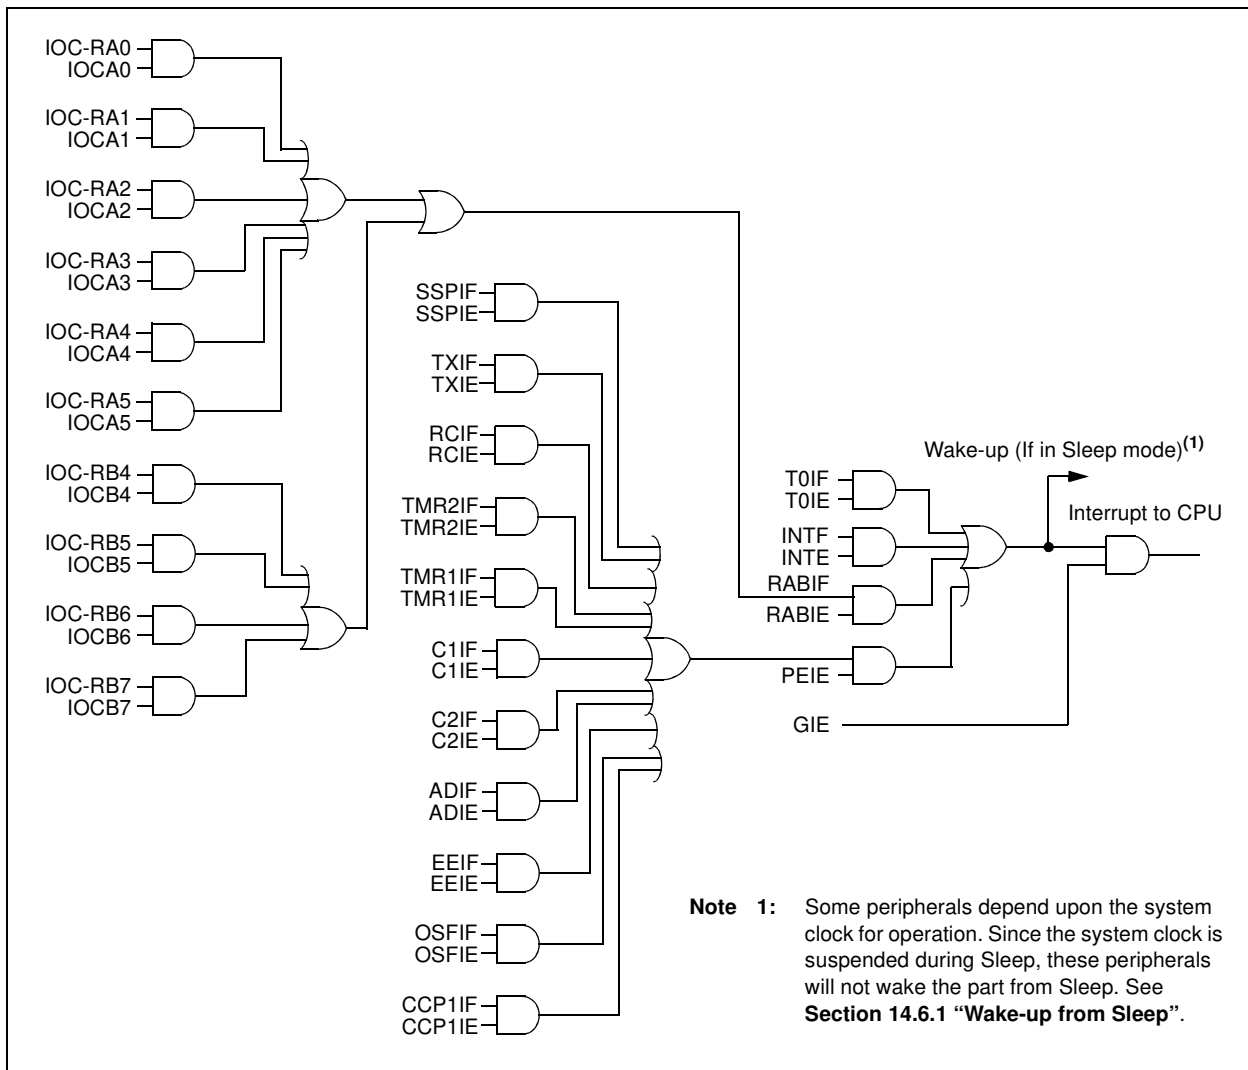 IOC-RA0
IOCA0
IOC-RA1
IOCA1
IOC-RA2
IOCA2
IOC-RA3
IOCA3
IOC-RA4
IOCA4
IOC-RA5
IOCA5
IOC-RB4
IOCB4
IOC-RB5
IOCB5
IOC-RB6
IOCB6
IOC-RB7
IOCB7
SSPIF
SSPIE
TXIF
TXIE
RCIF
RCIE
TMR2IF
TMR2IE
TMR1IF
TMR1IE
C1IF
C1IE
C2IF
C2IE
ADIF
ADIE
EEIF
EEIE
OSFIF
OSFIE
CCP1IF
CCP1IE
Wake-up (If in Sleep mode)(1)
T0IF
T0IE
Interrupt to CPU
INTF
INTE
RABIF
RABIE
PEIE
GIE
Note 1: Some peripherals depend upon the system
clock for operation. Since the system clock is
suspended during Sleep, these peripherals
will not wake the part from Sleep. See
Section 14.6.1 “Wake-up from Sleep”.